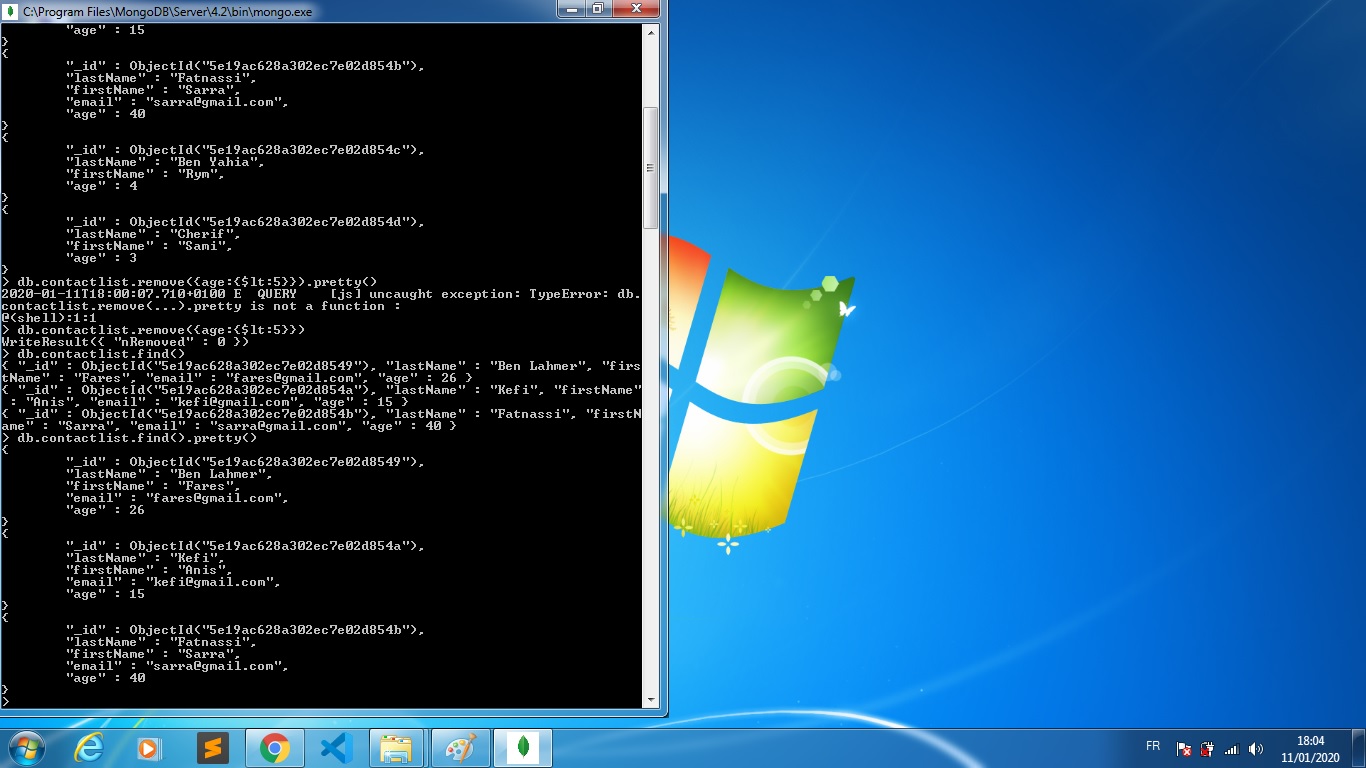 C:\Program Files\MongoDB\Server\4.2\bin\mongo.exe
"age" : 15
}
{
"_id" : ObjectId("5e19ac628a302ec7e02d854b"),
"lastName" : "Fatnassi",
"firstName" : "Sarra",
"email" : "sarra@gmail.com",
"age" : 40
}
{
"_id" : ObjectId("5e19ac628a302ec7e02d854c"),
"lastName" : "Ben Yahia",
"firstName" : "Rym",
"age" : 4
}
{
"_id" : ObjectId("5e19ac628a302ec7e02d854d"),
"lastName" : "Cherif",
"firstName" : "Sami",
"age" : 3
}
> db.contactlist.remove({age:{$lt:5}}).pretty()
2020-01-11T18:00:07.710+0100 E  QUERY    [js] uncaught exception: TypeError: db.
contactlist.remove(...).pretty is not a function :
@(shell):1:1
> db.contactlist.remove({age:{$lt:5}})
WriteResult({ "nRemoved" : 0 })
> db.contactlist.find()
{ "_id" : ObjectId("5e19ac628a302ec7e02d8549"), "lastName" : "Ben Lahmer", "firs
tName" : "Fares", "email" : "fares@gmail.com", "age" : 26 }
{ "_id" : ObjectId("5e19ac628a302ec7e02d854a"), "lastName" : "Kefi", "firstName"
: "Anis", "email" : "kefi@gmail.com", "age" : 15 }
{ "_id" : ObjectId("5e19ac628a302ec7e02d854b"), "lastName" : "Fatnassi", "firstN
ame" : "Sarra", "email" : "sarra@gmail.com", "age" : 40 }
> db.contactlist.find().pretty()
{
"_id" : ObjectId("5e19ac628a302ec7e02d8549"),
"lastName" : "Ben Lahmer",
"firstName" : "Fares",
"email" : "fares@gmail.com",
"age" : 26
}
{
"_id" : ObjectId("5e19ac628a302ec7e02d854a"),
"lastName" : "Kefi",
"firstName" : "Anis",
"email" : "kefi@gmail.com",
"age" : 15
}
{
"_id" : ObjectId("5e19ac628a302ec7e02d854b"),
"lastName" : "Fatnassi",
"firstName" : "Sarra",
"email" : "sarra@gmail.com",
"age" : 40
}
>
FR
18:04
11/01/2020